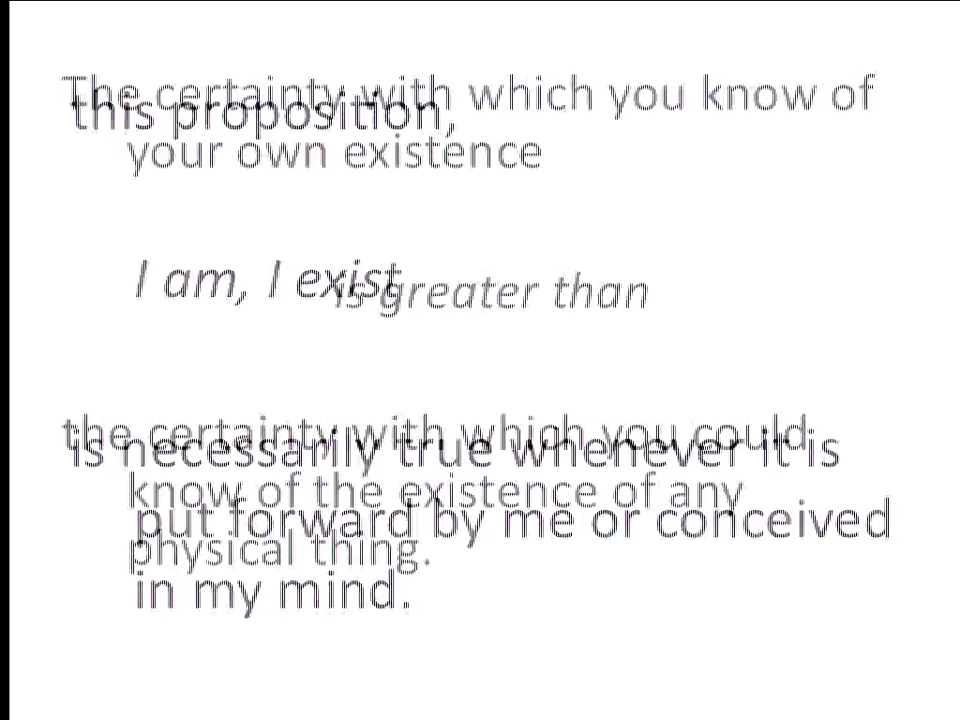 The certainty with which you know of
this proposition,
your own existence
I am, I exist
is greater than
the certainty with which you could
is necessarily true whenever it is
know of the existence of any
put forward by me or conceived
physical thing.
in my mind.